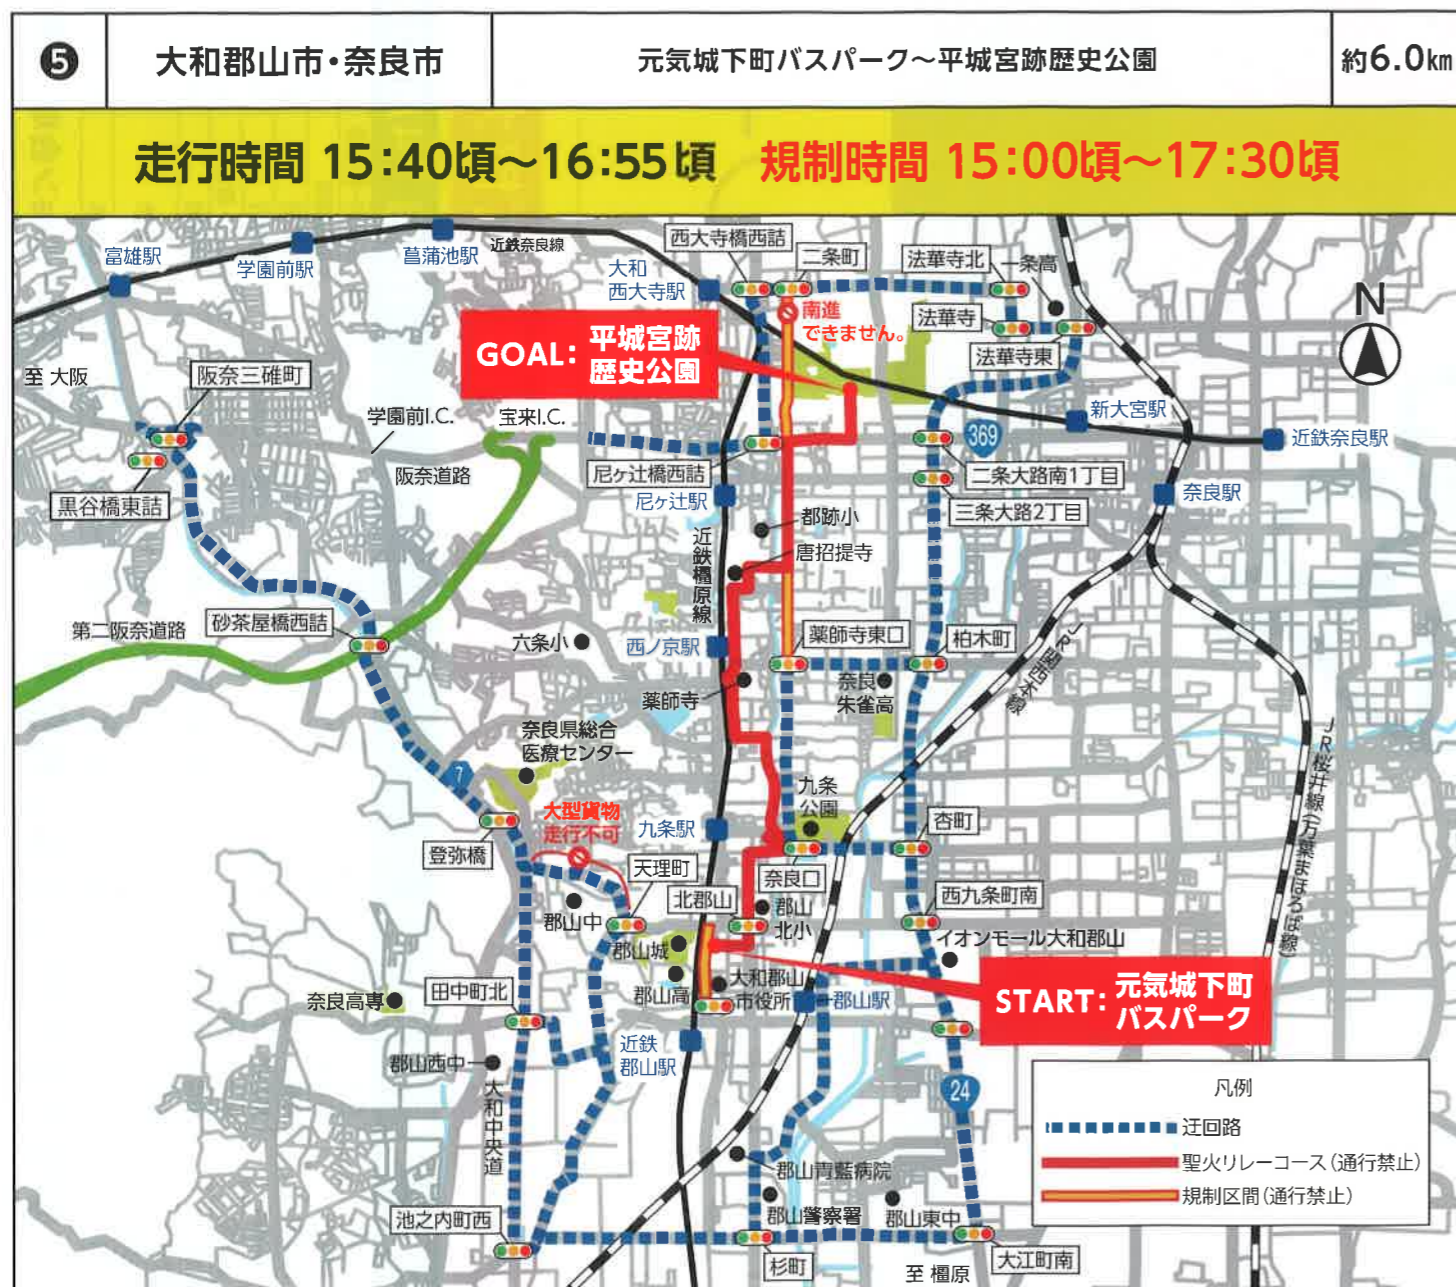 ❺
大和郡山市・奈良市
元気城下町バスパーク～平城宮跡歴史公園
約6.0km
走行時間 15:40頃～16:55頃 規制時間 15:00頃～17:30頃
富雄駅
学園前駅
菖蒲池駅
近鉄奈良線
大和
西大寺駅
西大寺橋西詰
二条町
法華寺北
一条高
法華寺
法華寺東
南進
できません。
N
GOAL: 平城宮跡
歴史公園
至 大阪
阪奈三碓町
学園前I.C.
宝来I.C.
阪奈道路
黒谷橋東詰
尼ヶ辻橋西詰
尼ヶ辻駅
新大宮駅
369
近鉄奈良駅
二条大路南1丁目
三条大路2丁目
奈良駅
都跡小
唐招提寺
近鉄橿原線
第二阪奈道路
砂茶屋橋西詰
六条小
西ノ京駅
薬師寺東口
柏木町
JR関西本線
薬師寺
奈良
朱雀高
奈良県総合
医療センター
7
JR桜井線(万葉まほろば線)
大型貨物
走行不可
九条駅
九条
公園
杏町
登弥橋
天理町
奈良口
北郡山
郡山
北小
西九条町南
郡山中
郡山城
イオンモール大和郡山
郡山高
大和郡山
市役所
郡山駅
START: 元気城下町
バスパーク
奈良高専
田中町北
近鉄
郡山駅
郡山西中
大和中央道
24
凡例
迂回路
聖火リレーコース(通行禁止)
規制区間(通行禁止)
郡山青藍病院
郡山警察署
郡山東中
池之内町西
杉町
大江町南
至 橿原